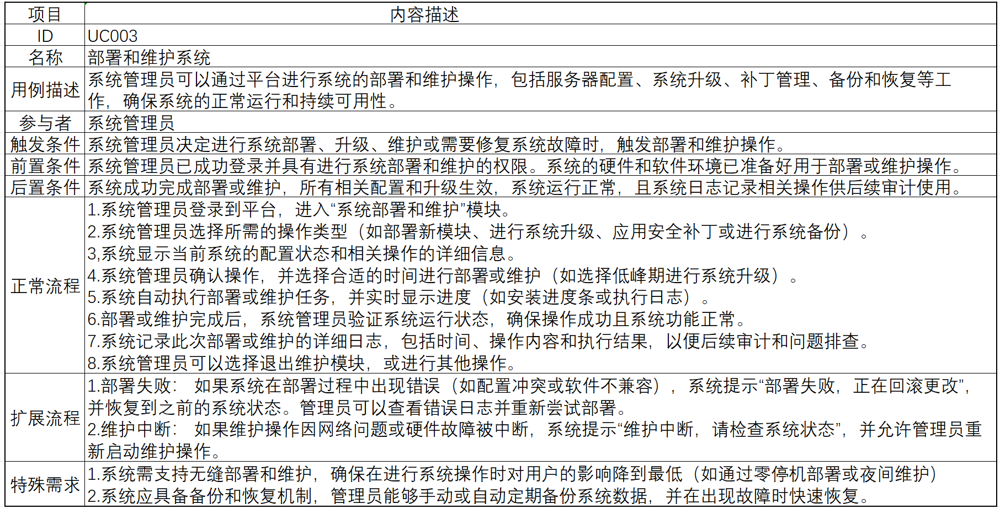 项目 内容描述
ID UC003
名称 部署和维护系统
用例描述 系统管理员可以通过平台进行系统的部署和维护操作，包括服务器配置、系统升级、补丁管理、备份和恢复等工
作，确保系统的正常运行和持续可用性。
参与者 系统管理员
触发条件 系统管理员决定进行系统部署、升级、维护或需要修复系统故障时，触发部署和维护操作。
前置条件 系统管理员已成功登录并具有进行系统部署和维护的权限。系统的硬件和软件环境已准备好用于部署或维护操作。
后置条件 系统成功完成部署或维护，所有相关配置和升级生效，系统运行正常，且系统日志记录相关操作供后续审计使用。
正常流程
1.系统管理员登录到平台，进入“系统部署和维护”模块。
2.系统管理员选择所需的操作类型（如部署新模块、进行系统升级、应用安全补丁或进行系统备份）。
3,系统显示当前系统的配置状态和相关操作的详细信息。
4.系统管理员确认操作，并选择合适的时间进行部署或维护（如选择低峰期进行系统升级）。
5.系统自动执行部署或维护任务，并实时显示进度（如安装进度条或执行日志）。
6.部署或维护完成后，系统管理员验证系统运行状态，确保操作成功且系统功能正常。
7.系统记录此次部署或维护的详细日志，包括时间、操作内容和执行结果，以便后续审计和问题排查。
8.系统管理员可以选择退出维护模块，或进行其他操作。
扩展流程
1.部署失败： 如果系统在部署过程中出现错误（如配置冲突或软件不兼容），系统提示“部署失败，正在回滚更改”，
并恢复到之前的系统状态。管理员可以查看错误日志并重新尝试部署。
2.维护中断： 如果维护操作因网络问题或硬件故障被中断，系统提示“维护中断，请检查系统状态”，并允许管理员重
新启动维护操作。
特殊需求
1.系统需支持无缝部署和维护，确保在进行系统操作时对用户的影响降到最低（如通过零停机部署或夜间维护）
2.系统应具备备份和恢复机制，管理员能够手动或自动定期备份系统数据，并在出现故障时快速恢复。